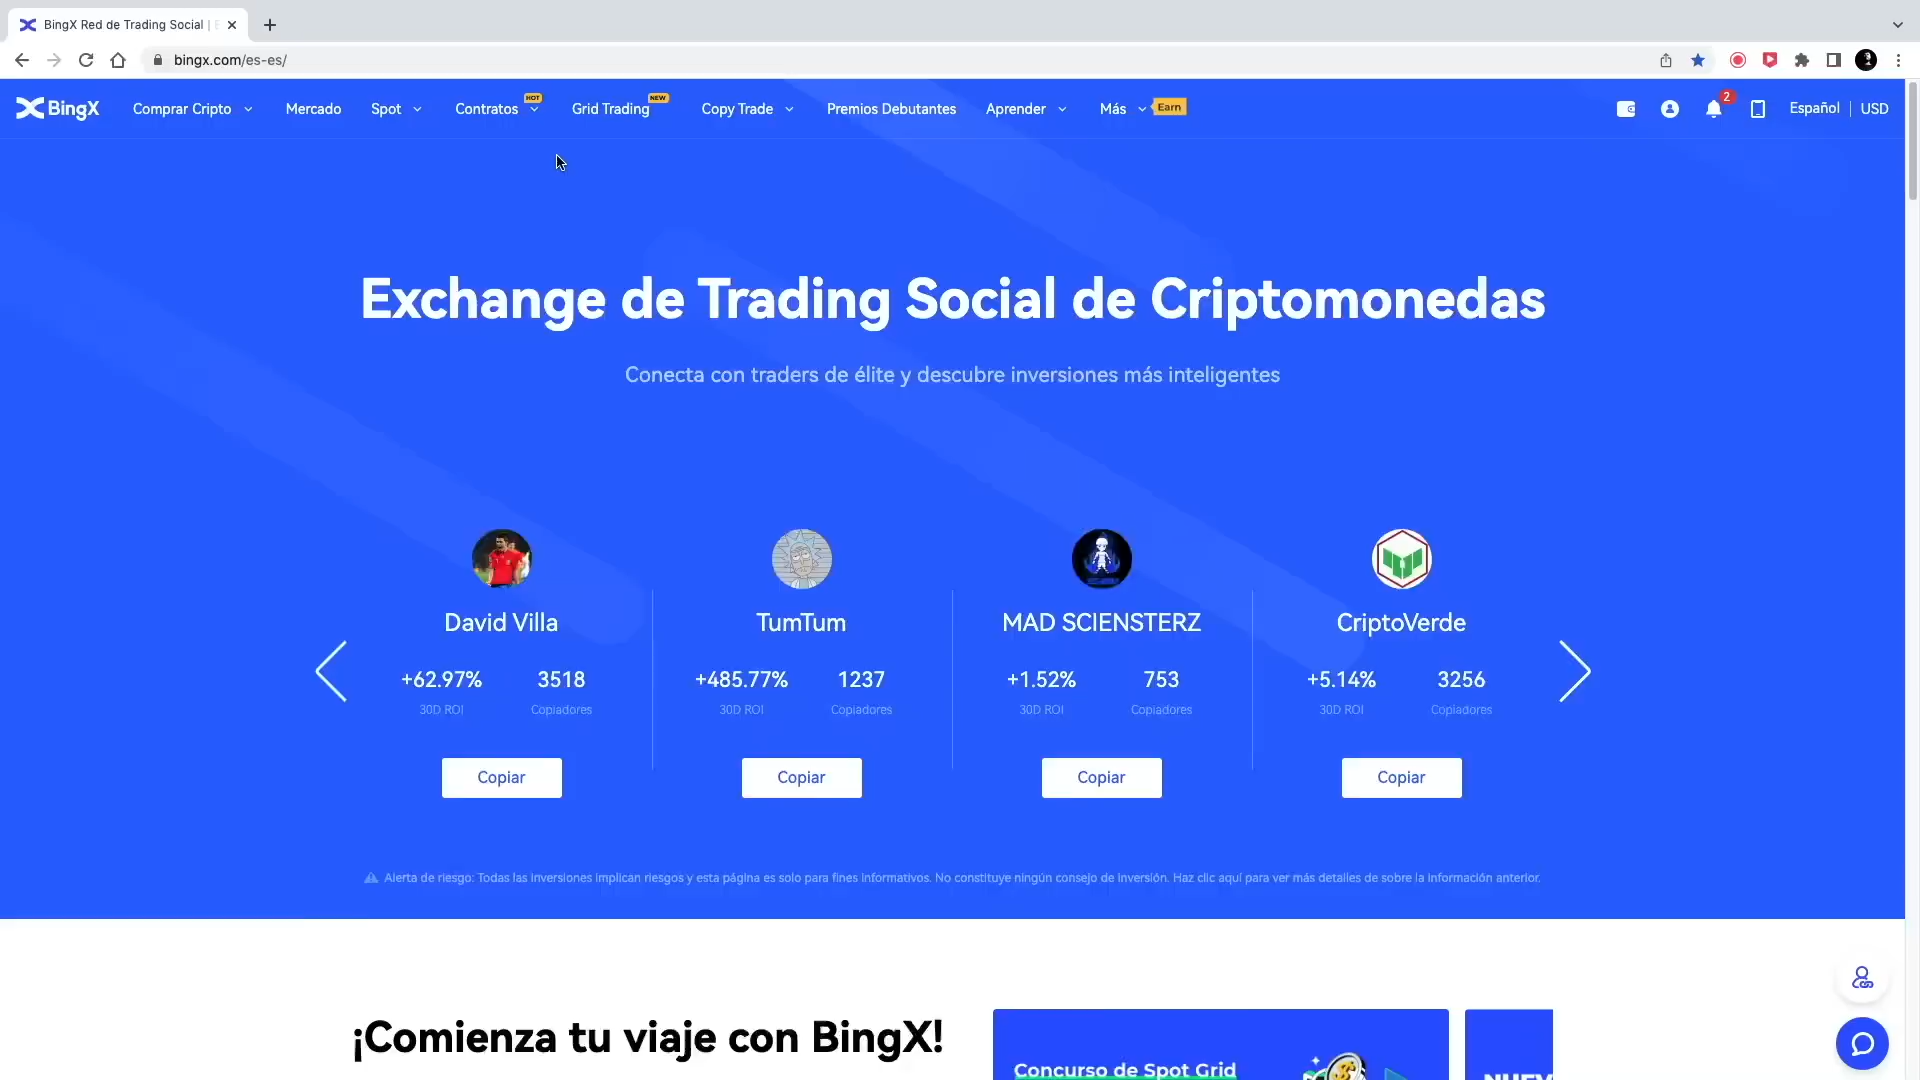 BingX Red de Trading Social |
bingx.com/es-es/
BingX
Comprar Cripto
Mercado
Spot
Contratos
HOT
Grid Trading
NEW
Copy Trade
Premios Debutantes
Aprender
Más
Earn
2
Español | USD
Exchange de Trading Social de Criptomonedas
Conecta con traders de élite y descubre inversiones más inteligentes
David Villa
TumTum
MAD SCIENSTERZ
CriptoVerde
+62.97% 3518
+485.77% 1237
+1.52% 753
+5.14% 3256
30D ROI Copiadores
30D ROI Copiadores
30D ROI Copiadores
30D ROI Copiadores
Copiar
Copiar
Copiar
Copiar
Alerta de riesgo: Todas las inversiones implican riesgos y esta página es solo para fines informativos. No constituye ningún consejo de inversión. Haz clic aquí para ver más detalles de sobre la información anterior.
¡Comienza tu viaje con BingX!
Concurso de Spot Grid